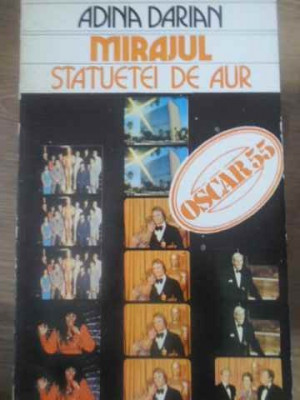 ADINA DARIAN
MIRAJUL
STATUETEI DE AUR
OSCAR 55